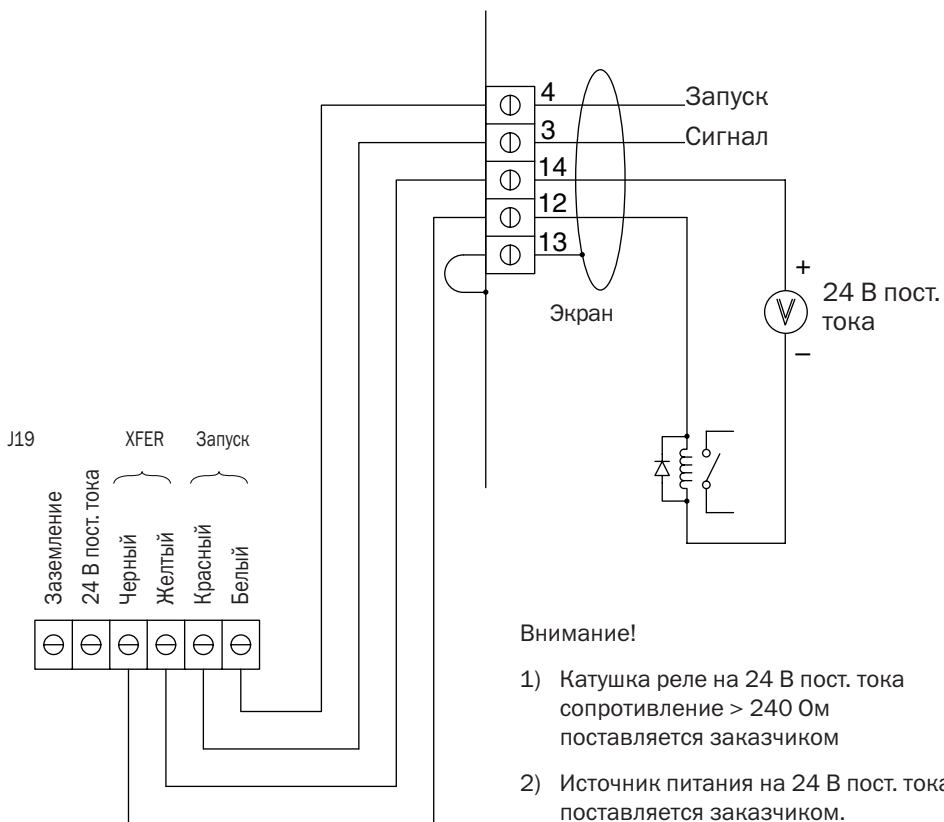 4
Запуск
3
Сигнал
14
12
13
Экран
+
24 В пост.
тока
–
J19
XFER
Запуск
Заземление
24 В пост. тока
Черный
Желтый
Красный
Белый
Внимание!
1) Катушка реле на 24 В пост. тока
сопротивление > 240 Ом
поставляется заказчиком
2) Источник питания на 24 В пост. тока
поставляется заказчиком.